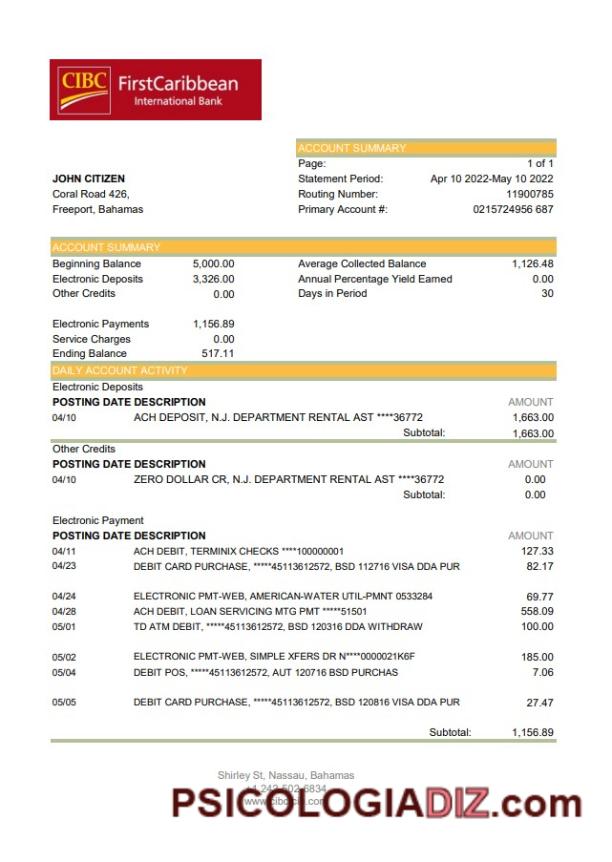 CIBC FirstCaribbean
International Bank
ACCOUNT SUMMARY
Page: 1 of 1
JOHN CITIZEN Statement Period: Apr 10 2022-May 10 2022
Coral Road 426, Routing Number: 11900785
Freeport, Bahamas Primary Account #: 0215724956 687
ACCOUNT SUMMARY
Beginning Balance 5,000.00 Average Collected Balance 1,126.48
Electronic Deposits 3,326.00 Annual Percentage Yield Earned 0.00
Other Credits 0.00 Days in Period 30
Electronic Payments 1,156.89
Service Charges 0.00
Ending Balance 517.11
DAILY ACCOUNT ACTIVITY
Electronic Deposits
POSTING DATE DESCRIPTION AMOUNT
04/10 ACH DEPOSIT, N.J. DEPARTMENT RENTAL AST ****36772 1,663.00
Subtotal: 1,663.00
Other Credits
POSTING DATE DESCRIPTION AMOUNT
04/10 ZERO DOLLAR CR, N.J. DEPARTMENT RENTAL AST ****36772 0.00
Subtotal: 0.00
Electronic Payment
POSTING DATE DESCRIPTION AMOUNT
04/11 ACH DEBIT, TERMINIX CHECKS ****100000001 127.33
04/23 DEBIT CARD PURCHASE, *****45113612572, BSD 112716 VISA DDA PUR 82.17
04/24 ELECTRONIC PMT-WEB, AMERICAN-WATER UTIL-PMNT 0533284 69.77
04/28 ACH DEBIT, LOAN SERVICING MTG PMT *****51501 558.09
05/01 TD ATM DEBIT, *****45113612572, BSD 120316 DDA WITHDRAW 100.00
05/02 ELECTRONIC PMT-WEB, SIMPLE XFERS DR N****0000021K6F 185.00
05/04 DEBIT POS, *****45113612572, AUT 120716 BSD PURCHAS 7.06
05/05 DEBIT CARD PURCHASE, *****45113612572, BSD 120816 VISA DDA PUR 27.47
Subtotal: 1,156.89
Shirley St, Nassau, Bahamas
PSICOLOGIADIZ.com